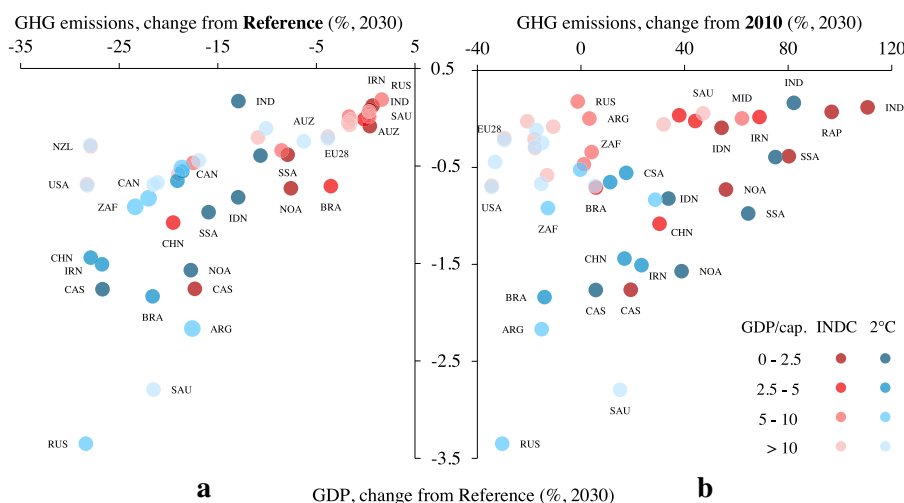 GHG emissions, change from Reference (%, 2030)
GHG emissions, change from 2010 (%, 2030)
-35 -25 -15 -5 5
-40 0 40 80 120
0.5
-0.5
-1.5
-2.5
-3.5
IRN RUS
IND
IND
SAU
AUZ
AUZ
EU28
NZL
CAN
SSA
USA
CAN
NOA
BRA
ZAF
IDN
SSA
CHN
CHN
IRN
NOA
CAS
CAS
BRA
ARG
SAU
RUS
IND
SAU
RUS
MID
IND
ARG
RAP
EU28
IDN
IRN
ZAF
CSA
SSA
USA
BRA
NOA
ZAF
CHN
SSA
CHN
IRN
NOA
BRA
CAS
CAS
ARG
SAU
RUS
GDP/cap. INDC 2°C
0 - 2.5
2.5 - 5
5 - 10
> 10
a
b
GDP, change from Reference (%, 2030)